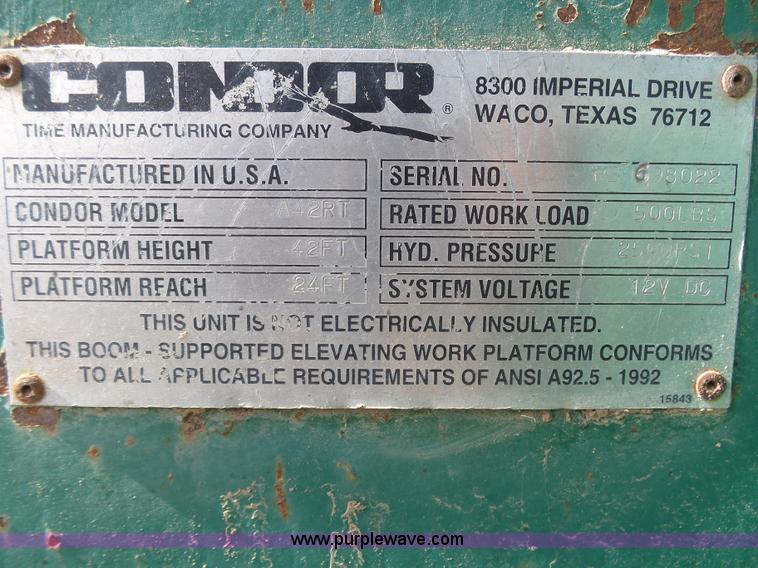 CONDOR ®
TIME MANUFACTURING COMPANY
8300 IMPERIAL DRIVE
WACO, TEXAS 76712
MANUFACTURED IN U.S.A.
CONDOR MODEL A42RT
PLATFORM HEIGHT 42FT
PLATFORM REACH 24FT
SERIAL NO.
RATED WORK LOAD 500LBS
HYD. PRESSURE
SYSTEM VOLTAGE 12V DC
THIS UNIT IS NOT ELECTRICALLY INSULATED.
THIS BOOM - SUPPORTED ELEVATING WORK PLATFORM CONFORMS
TO ALL APPLICABLE REQUIREMENTS OF ANSI A92.5 - 1992
15843
www.purplewave.com